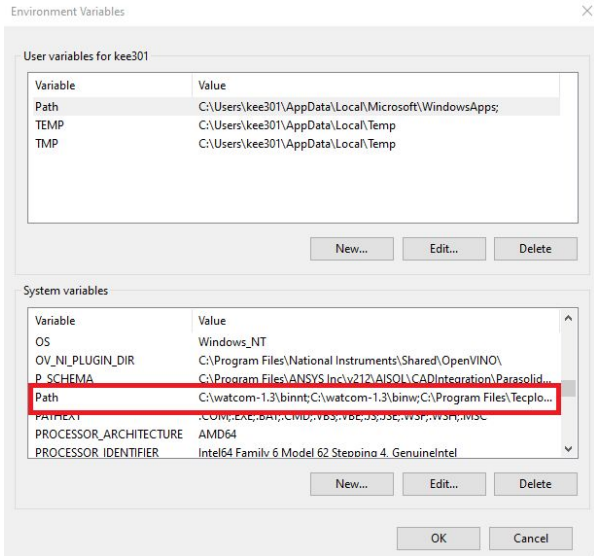 Environment Variables
User variables for kee301
Variable Value
Path C:\Users\kee301\AppData\Local\Microsoft\WindowsApps;
TEMP C:\Users\kee301\AppData\Local\Temp
TMP C:\Users\kee301\AppData\Local\Temp
New... Edit... Delete
System variables
Variable Value
OS Windows_NT
OV_NI_PLUGIN_DIR C:\Program Files\National Instruments\Shared\OpenVINO\
P_SCHEMA C:\Program Files\ANSYS Inc\v212\AISOL\CADIntegration\Parasolid...
Path C:\watcom-1.3\binnt;C:\watcom-1.3\binw;C:\Program Files\Tecplo...
PATHEXT .COM;.EXE;.BAT;.CMD;.VBS;.VBE;.JS;.JSE;.WSF;.WSH;.MSC
PROCESSOR_ARCHITECTURE AMD64
PROCESSOR_IDENTIFIER Intel64 Family 6 Model 62 Stepping 4, GenuineIntel
New... Edit... Delete
OK Cancel